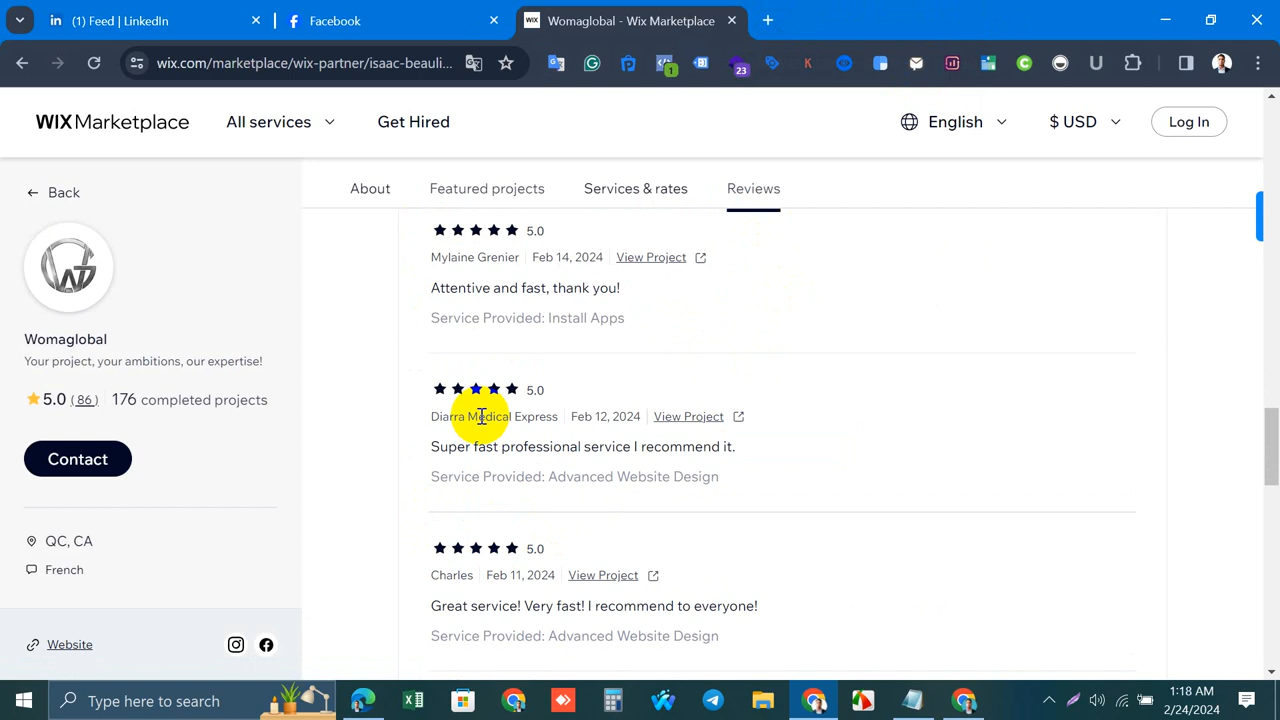 (1) Feed | LinkedIn
Facebook
WIX
Womaglobal - Wix Marketplace
wix.com/marketplace/wix-partner/isaac-beauli...
1
23
K
WIX Marketplace
All services
Get Hired
English
$ USD
Log In
Back
About
Featured projects
Services & rates
Reviews
Womaglobal
Your project, your ambitions, our expertise!
5.0 (86)
176 completed projects
Contact
QC, CA
French
Website
5.0
Mylaine Grenier | Feb 14, 2024 | View Project
Attentive and fast, thank you!
Service Provided: Install Apps
5.0
Diarra Medical Express | Feb 12, 2024 | View Project
Super fast professional service I recommend it.
Service Provided: Advanced Website Design
5.0
Charles | Feb 11, 2024 | View Project
Great service! Very fast! I recommend to everyone!
Service Provided: Advanced Website Design
Type here to search
1:18 AM
2/24/2024